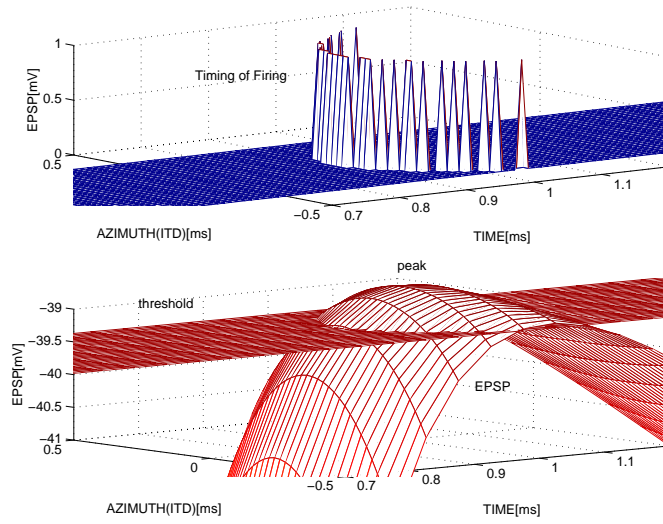 1
Timing of Firing
0.5
EPSP[mV]
0
0.5
−0.5
0.7
0.8
0.9
1
1.1
AZIMUTH(ITD)[ms]
TIME[ms]
peak
−39
threshold
−39.5
−40
EPSP[mV]
−40.5
EPSP
−41
0.5
0
−0.5
0.7
0.8
0.9
1
1.1
AZIMUTH(ITD)[ms]
TIME[ms]